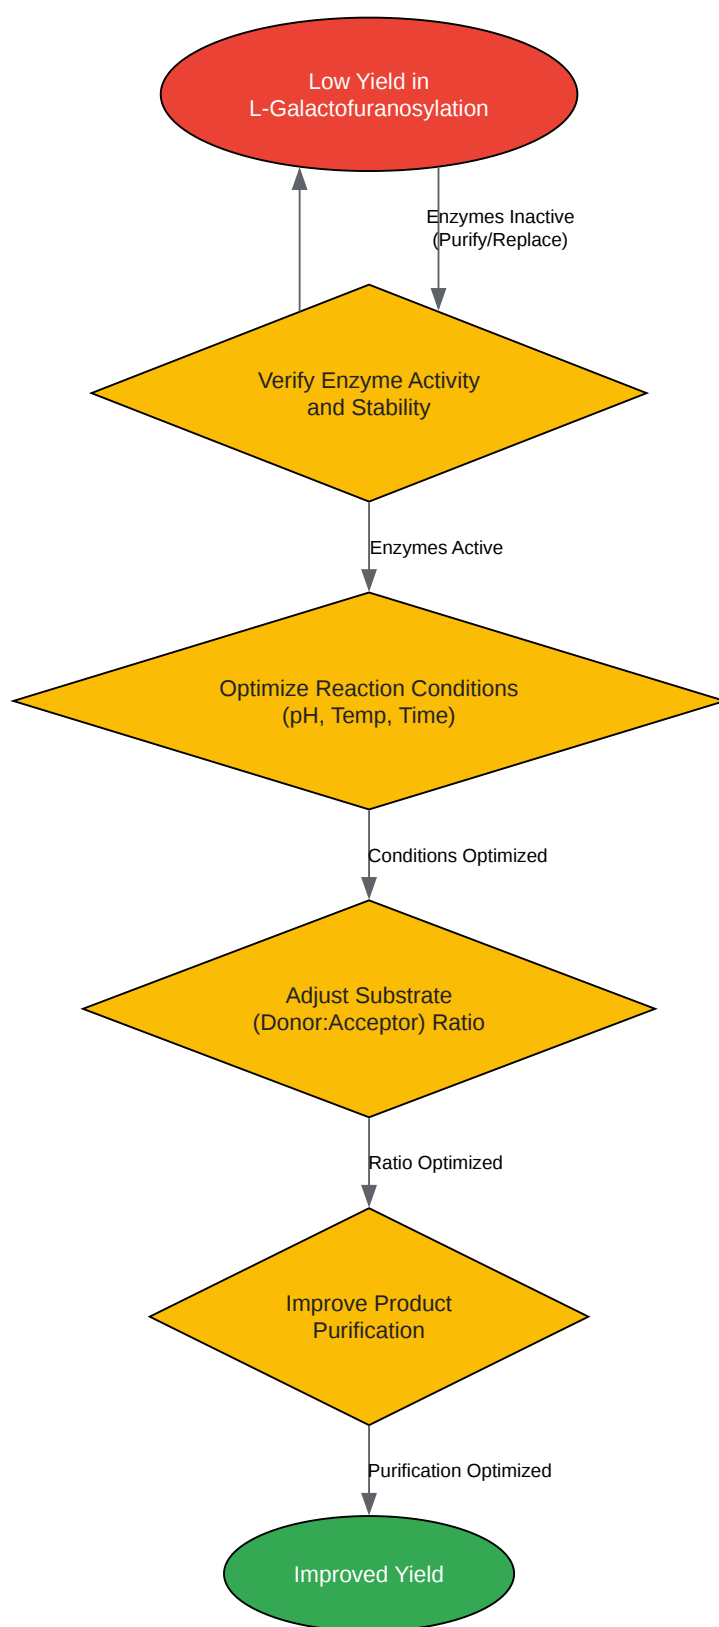 Low Yield in
L-Galactofuranosylation
Enzymes Inactive
(Purify/Replace)
Verify Enzyme Activity
and Stability
Enzymes Active
Optimize Reaction Conditions
(pH, Temp, Time)
Conditions Optimized
Adjust Substrate
(Donor:Acceptor) Ratio
Ratio Optimized
Improve Product
Purification
Purification Optimized
Improved Yield